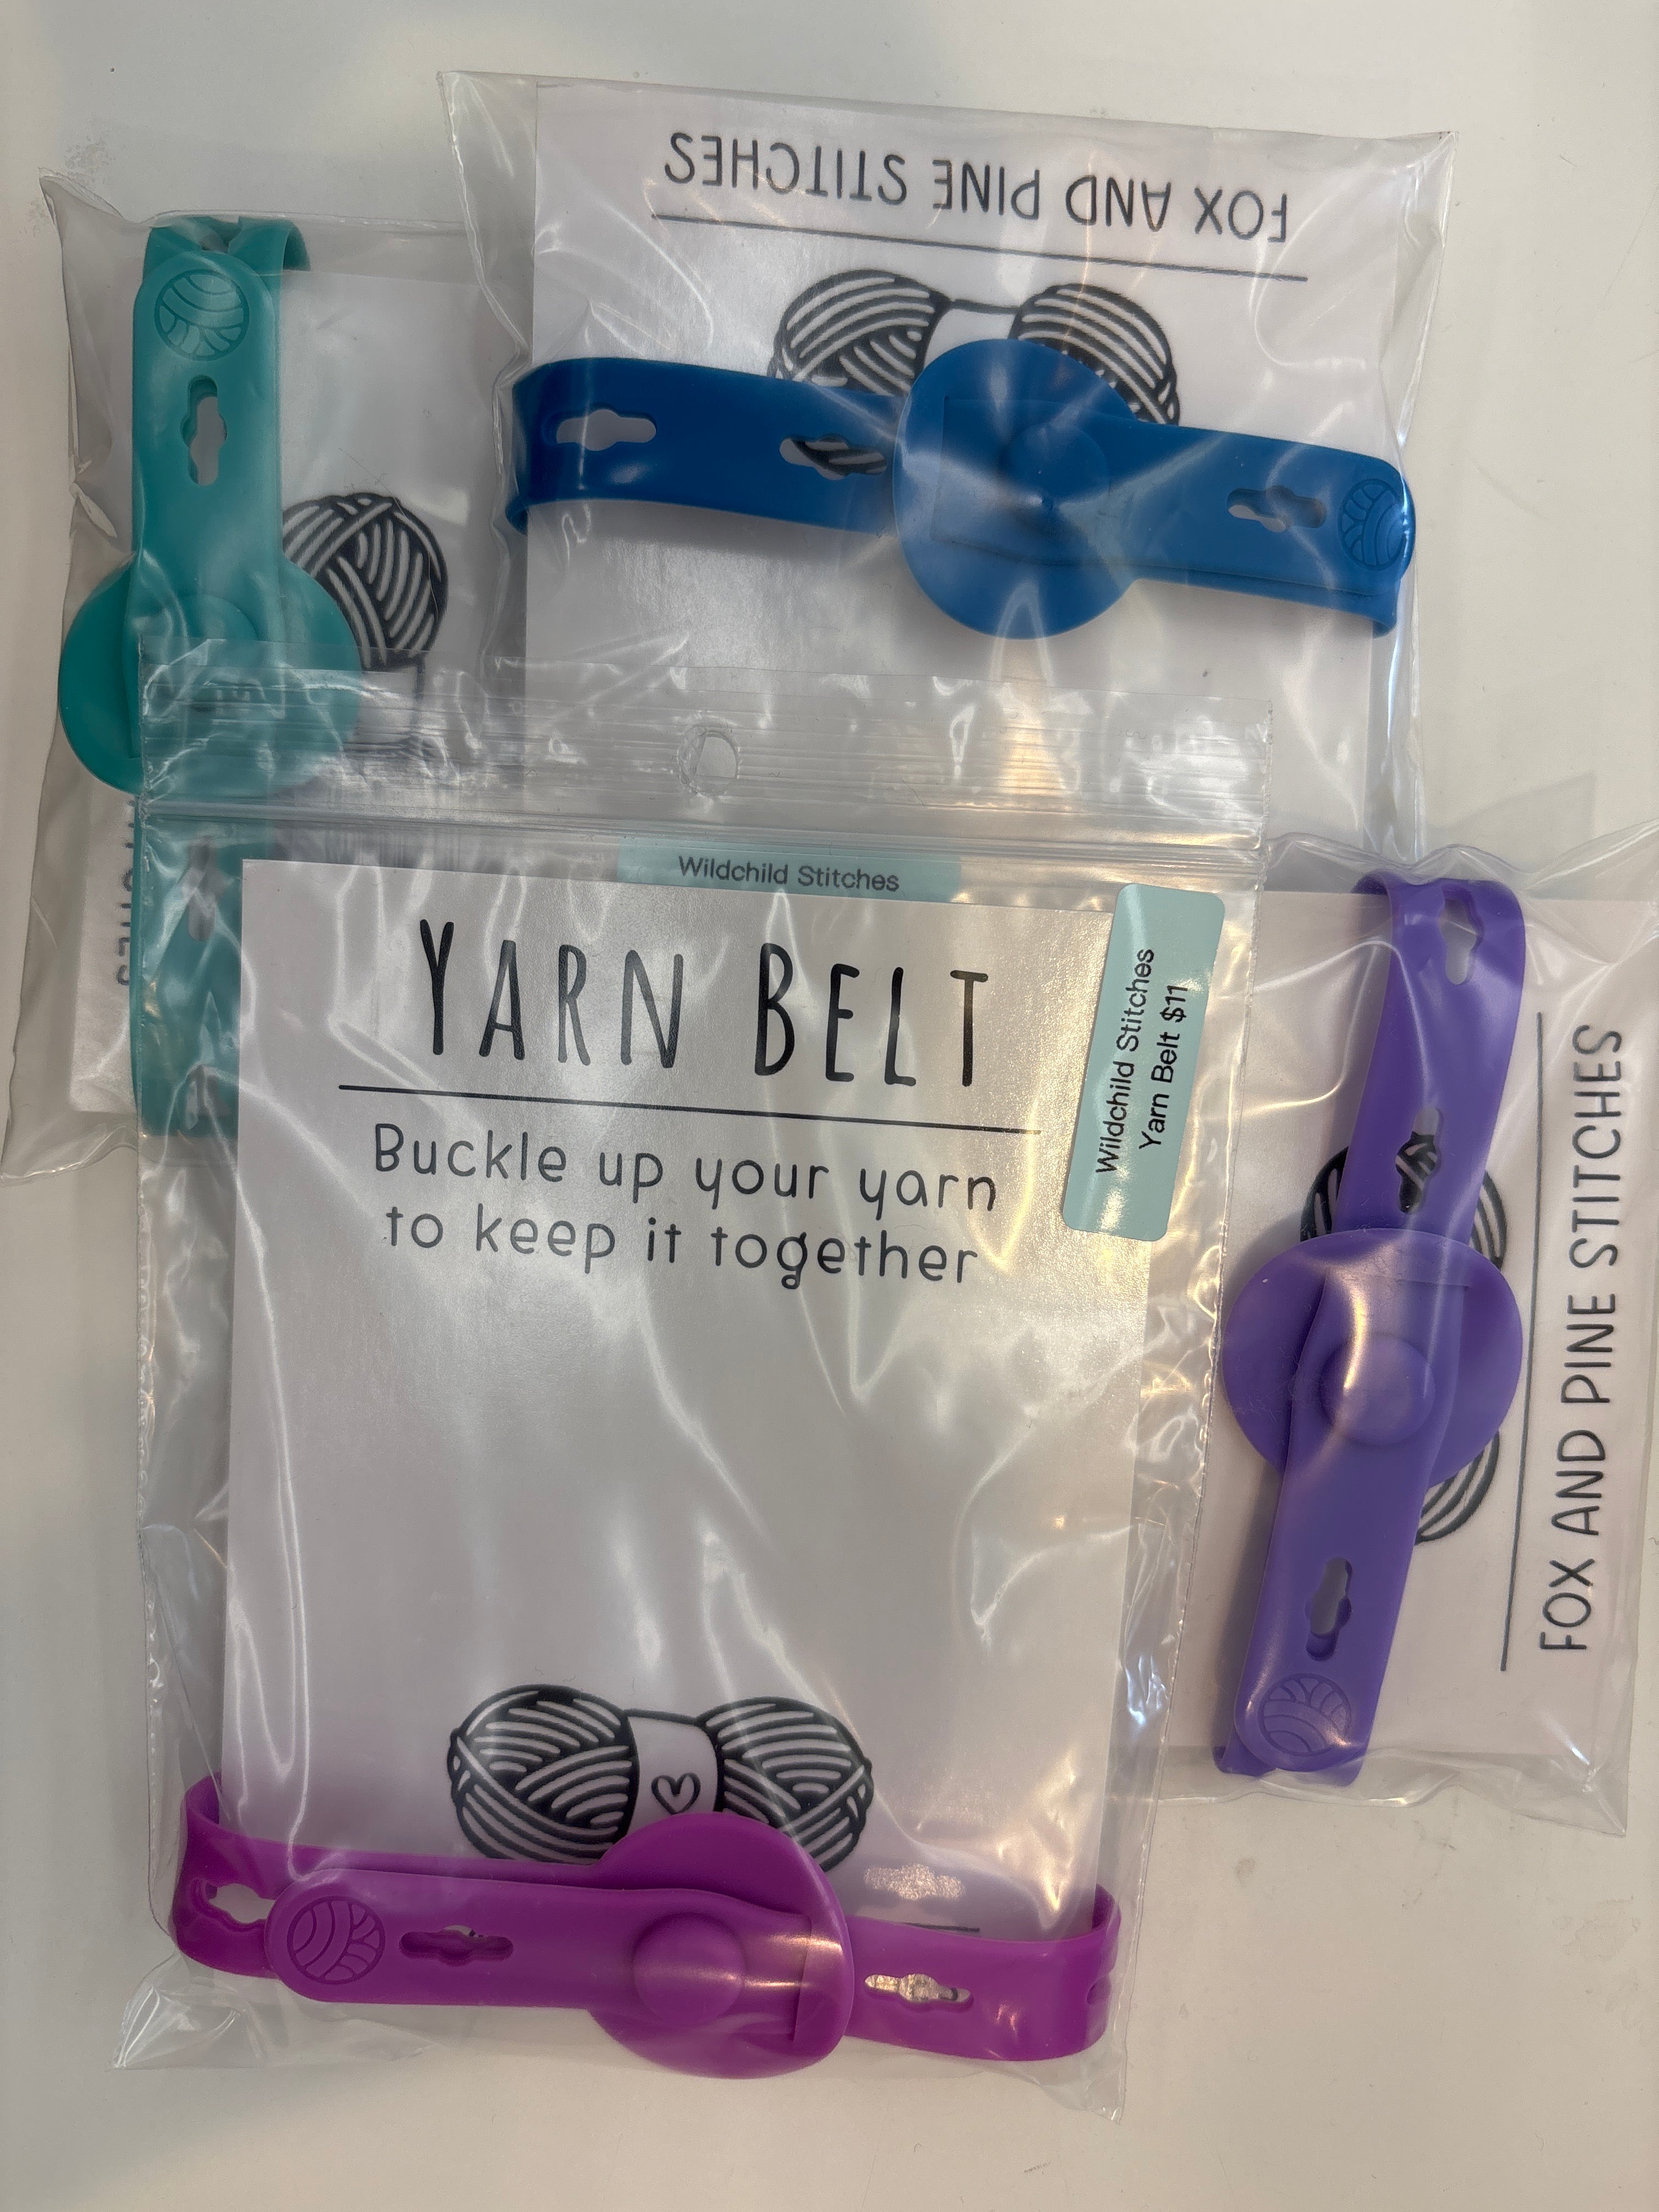 FOX AND PINE STITCHES
Wildchild Stitches
YARN BELT
Buckle up your yarn
to keep it together
Wildchild Stitches
Yarn Belt $11
FOX AND PINE STITCHES